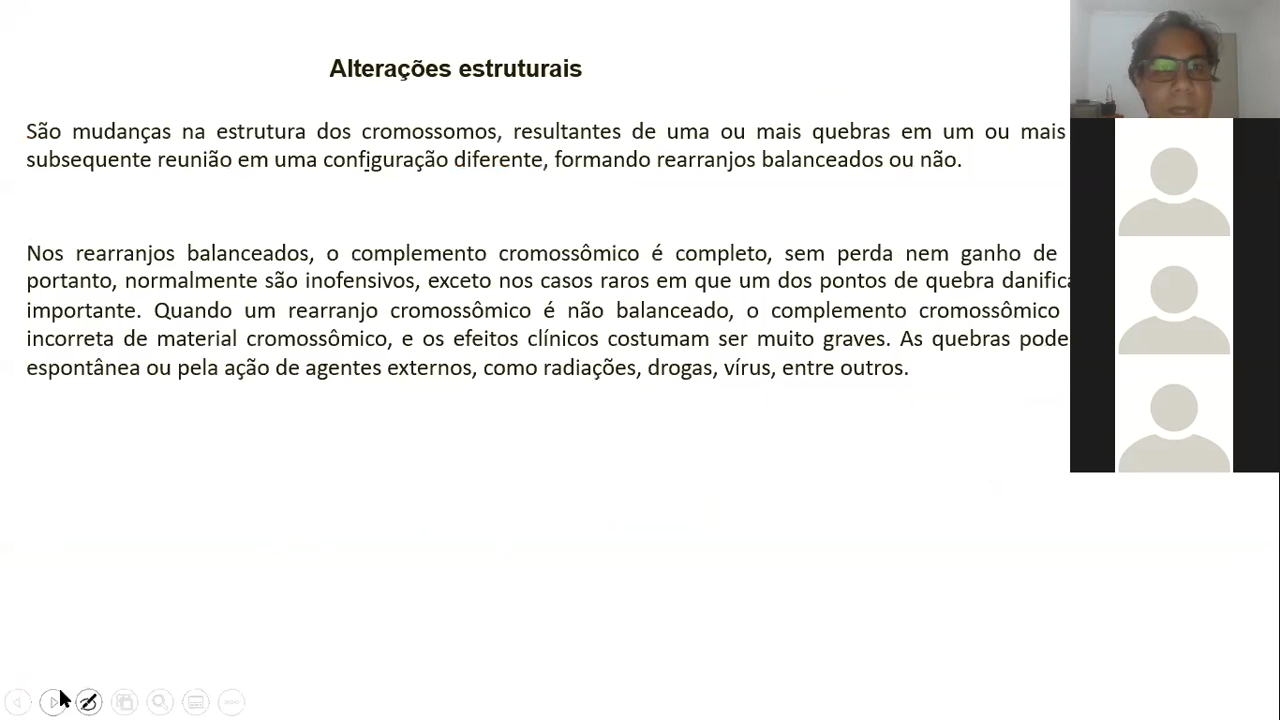 Alterações estruturais
São mudanças na estrutura dos cromossomos, resultantes de uma ou mais quebras em um ou mais
subsequente reunião em uma configuração diferente, formando rearranjos balanceados ou não.
Nos rearranjos balanceados, o complemento cromossômico é completo, sem perda nem ganho de
portanto, normalmente são inofensivos, exceto nos casos raros em que um dos pontos de quebra danifica
importante. Quando um rearranjo cromossômico é não balanceado, o complemento cromossômico
incorreta de material cromossômico, e os efeitos clínicos costumam ser muito graves. As quebras pode
espontânea ou pela ação de agentes externos, como radiações, drogas, vírus, entre outros.